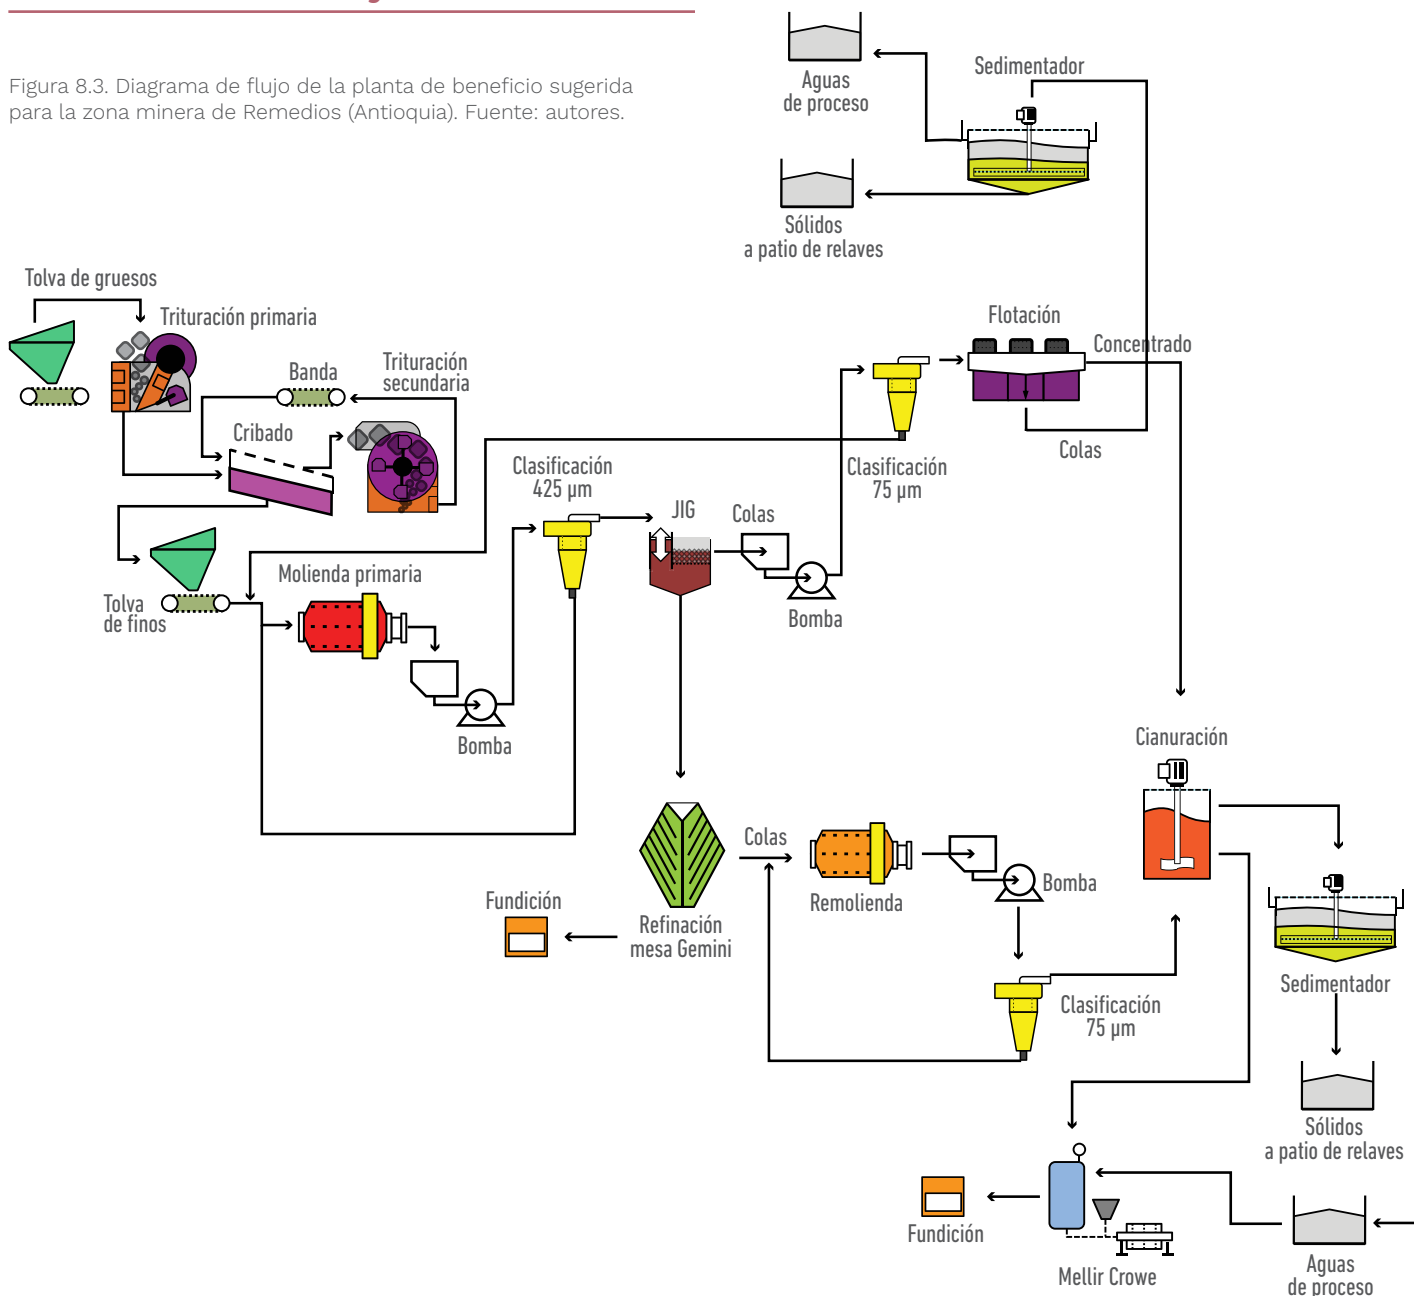 Figura 8.3. Diagrama de flujo de la planta de beneficio sugerida
para la zona minera de Remedios (Antioquia). Fuente: autores.
Aguas
de proceso
Sedimentador
Sólidos
a patio de relaves
Tolva de gruesos
Trituración primaria
Banda
Trituración
secundaria
Cribado
Flotación
Concentrado
Colas
Clasificación
425 µm
JIG
Colas
Clasificación
75 µm
Bomba
Tolva
de finos
Molienda primaria
Bomba
Cianuración
Colas
Remolienda
Bomba
Fundición
Refinación
mesa Gemini
Clasificación
75 µm
Sedimentador
Sólidos
a patio de relaves
Fundición
Mellir Crowe
Aguas
de proceso